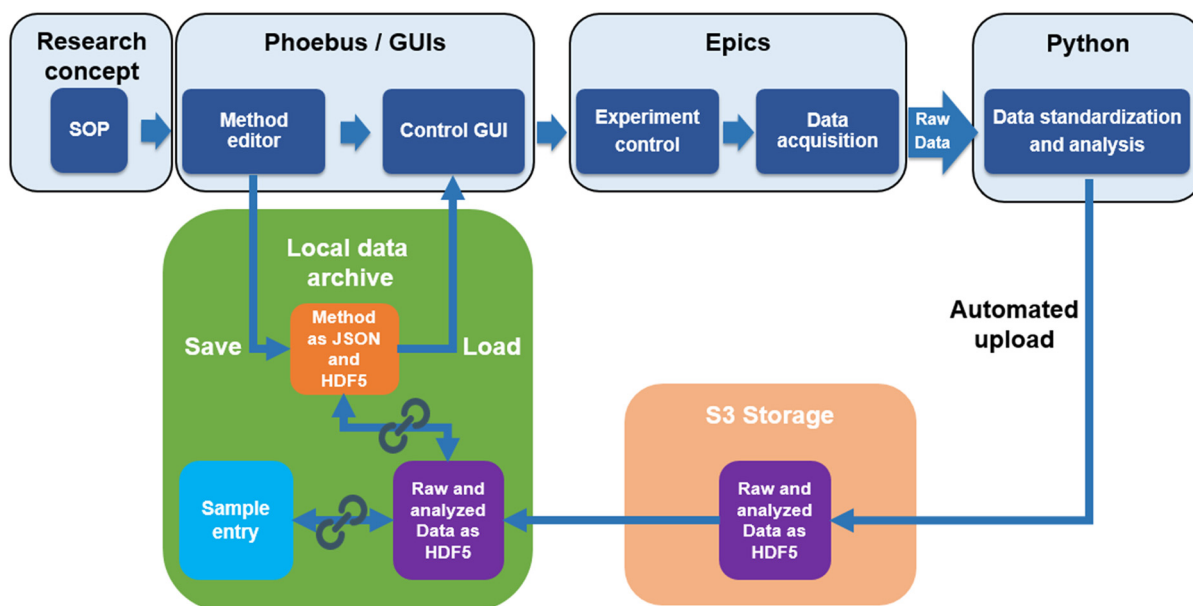 Research
concept
SOP
Phoebus / GUIs
Method
editor
Control GUI
Epics
Experiment
control
Data
acquisition
Raw
Data
Python
Data standardization
and analysis
Local data
archive
Method
as JSON
and
HDF5
Save
Load
Automated
upload
S3 Storage
Sample
entry
Raw and
analyzed
Data as
HDF5
Raw and
analyzed
Data as
HDF5